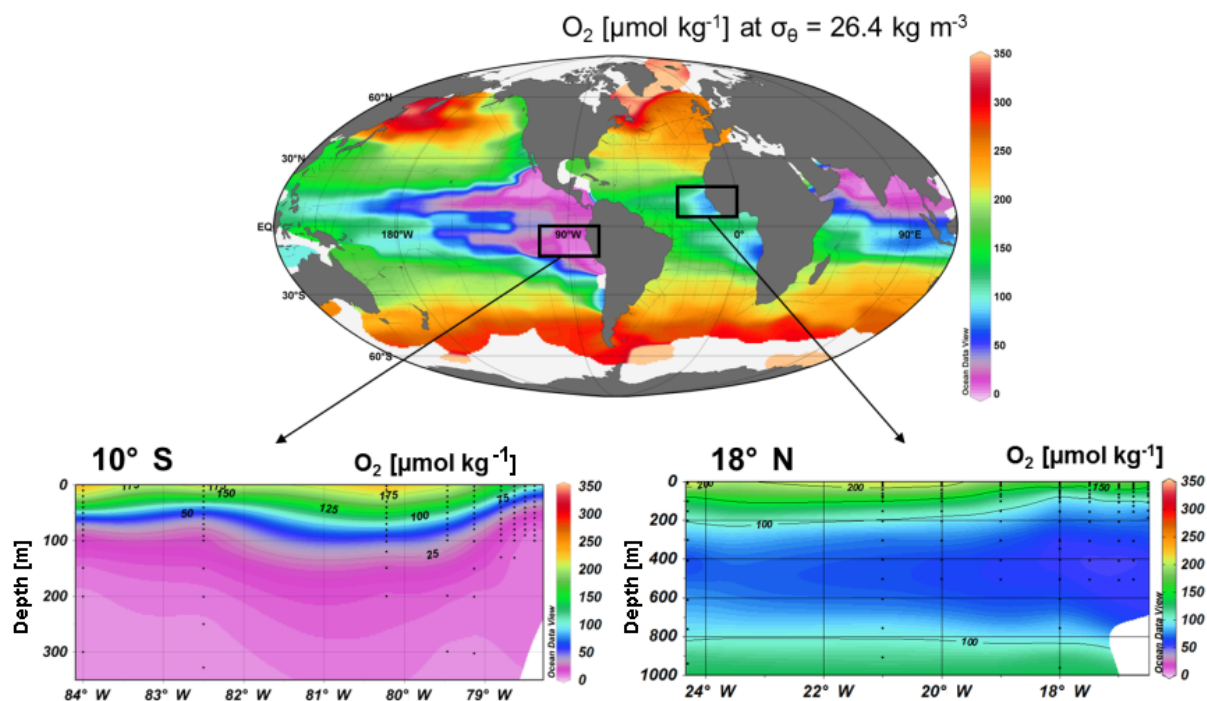 O₂ [µmol kg⁻¹] at σ_θ = 26.4 kg m⁻³
350
300
250
200
150
100
50
0
Ocean Data View
60°N
30°N
EQ
180°W
90°W
0°
90°E
30°S
60°S
10° S
O₂ [µmol kg⁻¹]
Depth [m]
0
100
200
300
175
175
150
125
175
100
75
50
25
84° W
83° W
82° W
81° W
80° W
79° W
350
300
250
200
150
100
50
0
Ocean Data View
18° N
O₂ [µmol kg⁻¹]
Depth [m]
0
200
400
600
800
1000
200
200
150
100
100
24° W
22° W
20° W
18° W
350
300
250
200
150
100
50
0
Ocean Data View